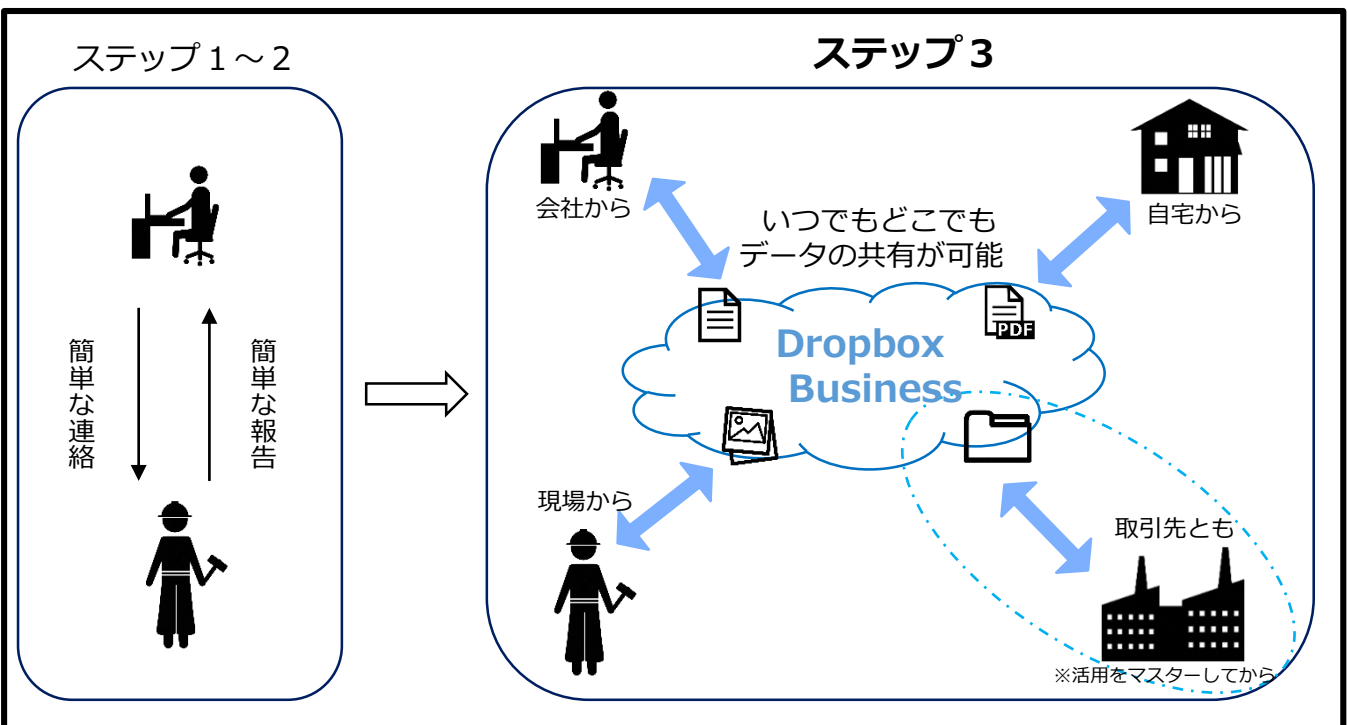 ステップ1～2
簡単な連絡
簡単な報告
ステップ3
会社から
自宅から
いつでもどこでも
データの共有が可能
PDF
Dropbox
Business
現場から
取引先とも
※活用をマスターしてから